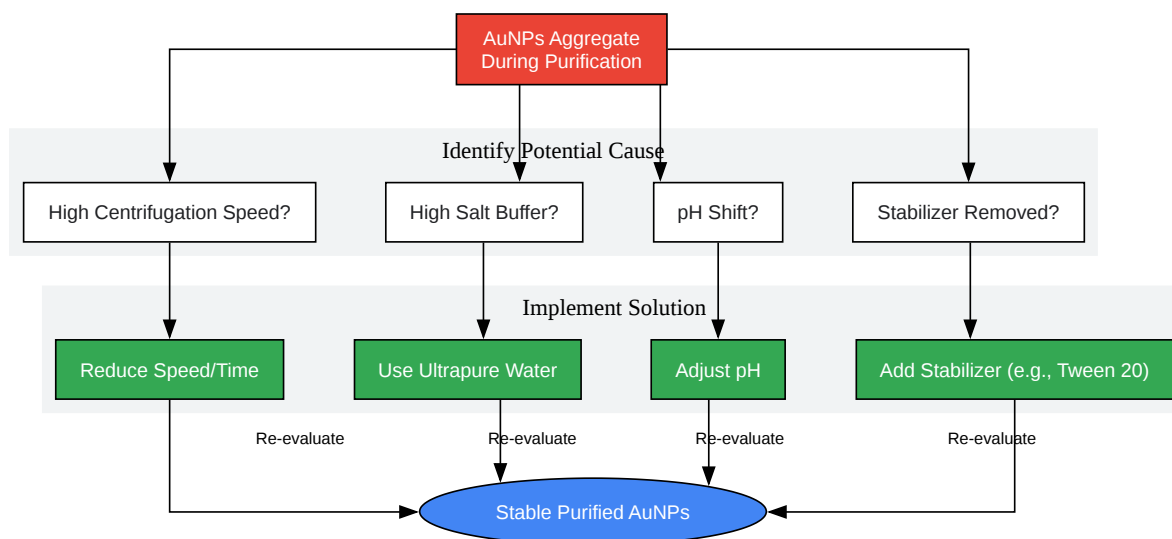 AuNPs Aggregate
During Purification
Identify Potential Cause
High Centrifugation Speed?
High Salt Buffer?
pH Shift?
Stabilizer Removed?
Implement Solution
Reduce Speed/Time
Use Ultrapure Water
Adjust pH
Add Stabilizer (e.g., Tween 20)
Re-evaluate
Re-evaluate
Re-evaluate
Re-evaluate
Stable Purified AuNPs